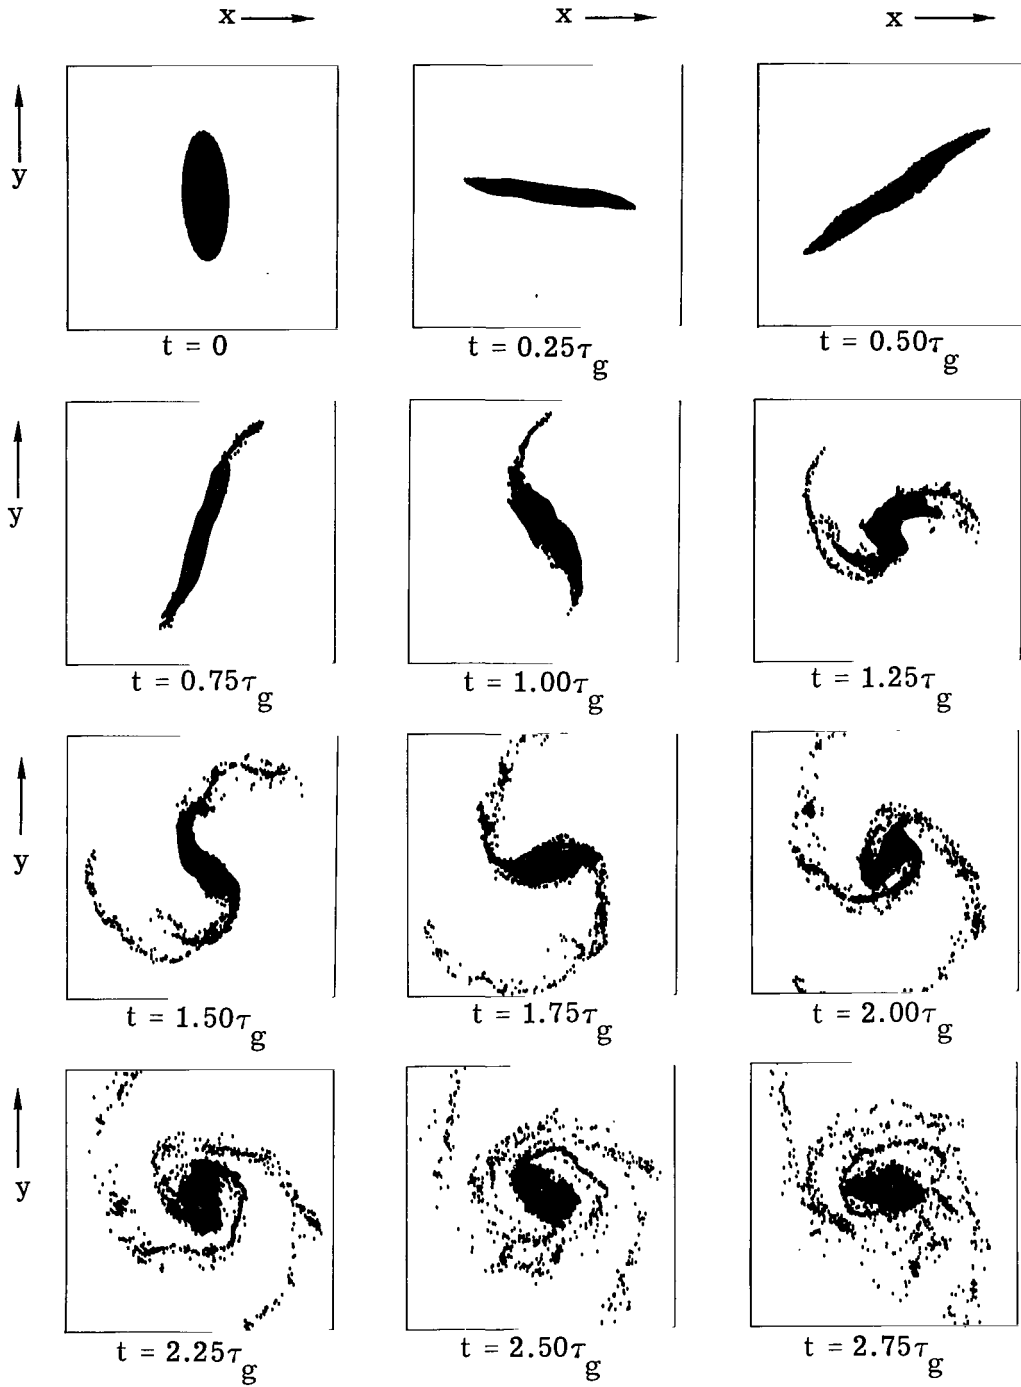 x x x
y
t = 0 t = 0.25τg t = 0.50τg
y
t = 0.75τg t = 1.00τg t = 1.25τg
y
t = 1.50τg t = 1.75τg t = 2.00τg
y
t = 2.25τg t = 2.50τg t = 2.75τg